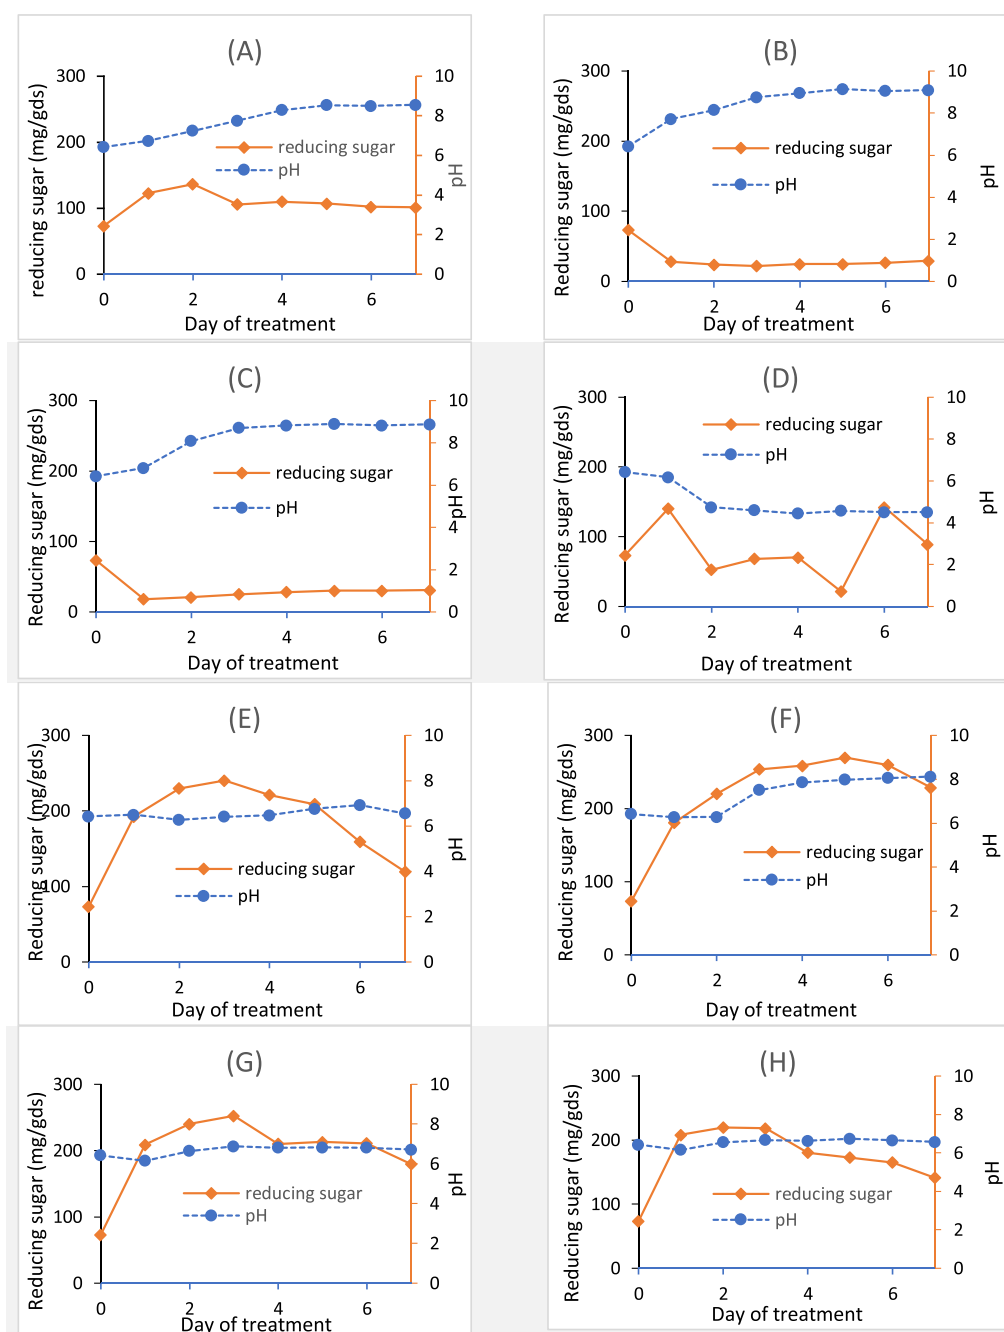 (A)
reducing sugar (mg/gds)
300
200
100
0
10
8
6
4
2
0
pH
reducing sugar
pH
0 2 4 6
Day of treatment
(B)
Reducing sugar (mg/gds)
300
200
100
0
10
8
6
4
2
0
pH
reducing sugar
pH
0 2 4 6
Day of treatment
(C)
Reducing sugar (mg/gds)
300
200
100
0
10
8
6
4
2
0
pH
reducing sugar
pH
0 2 4 6
Day of treatment
(D)
Reducing sugar (mg/gds)
300
200
100
0
10
8
6
4
2
0
pH
reducing sugar
pH
0 2 4 6
Day of treatment
(E)
Reducing sugar (mg/gds)
300
200
100
0
10
8
6
4
2
0
pH
reducing sugar
pH
0 2 4 6
Day of treatment
(F)
Reducing sugar (mg/gds)
300
200
100
0
10
8
6
4
2
0
pH
reducing sugar
pH
0 2 4 6
Day of treatment
(G)
Reducing sugar (mg/gds)
300
200
100
0
10
8
6
4
2
0
pH
reducing sugar
pH
0 2 4 6
Day of treatment
(H)
Reducing sugar (mg/gds)
300
200
100
0
10
8
6
4
2
0
pH
reducing sugar
pH
0 2 4 6
Day of treatment